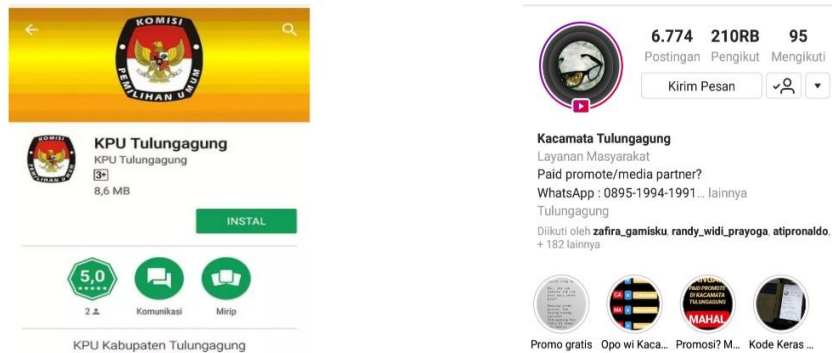 KOMISI
PEMILIHAN UMUM
KPU Tulungagung
KPU Tulungagung
3+
8,6 MB
INSTAL
5,0
2
Komunikasi
Mirip
KPU Kabupaten Tulungagung
6.774 210RB 95
Postingan Pengikut Mengikuti
Kirim Pesan
Kacamata Tulungagung
Layanan Masyarakat
Paid promote/media partner?
WhatsApp : 0895-1994-1991... lainnya
Tulungagung
Diikuti oleh zafira_gamisku, randy_widi_prayoga, atipronaldo,
+ 182 lainnya
PAID PROMOTE
DI KACAMATA
TULUNGAGUNG
MAHAL
Promo gratis Opo wi Kaca... Promosi? M... Kode Keras ...